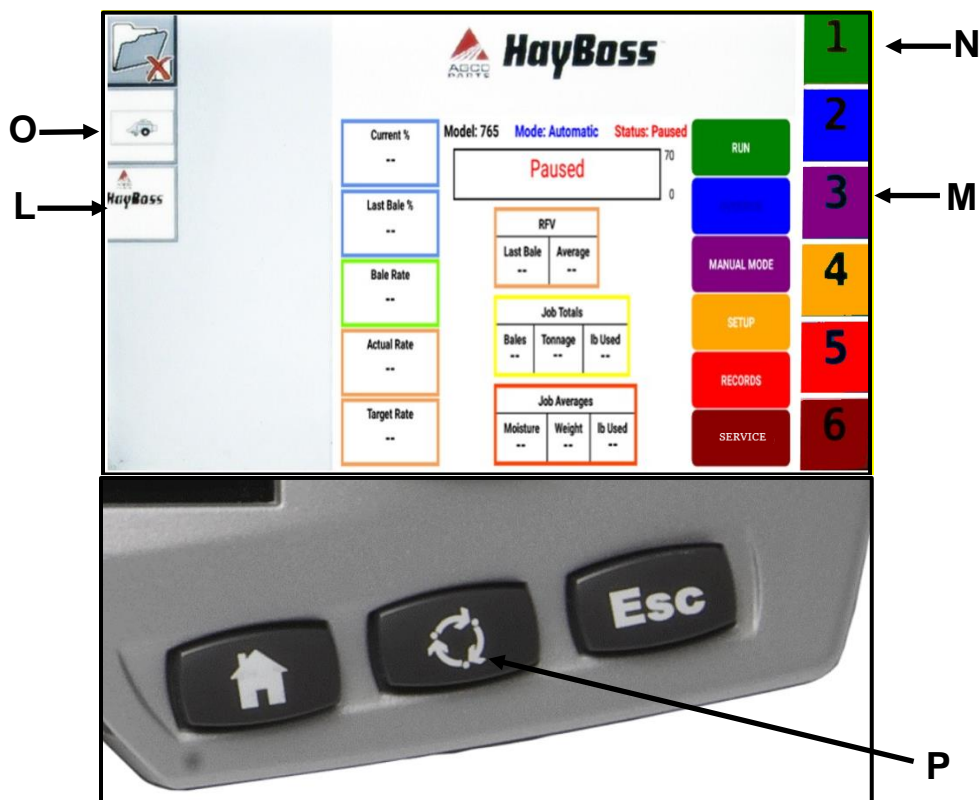 AGCO
PARTS
HayBoss
1
N
O
L
HayBoss
Current %
--
Last Bale %
--
Bale Rate
--
Actual Rate
--
Target Rate
--
Model: 765 Mode: Automatic Status: Paused
Paused
70
0
RFV
Last Bale Average
-- --
Job Totals
Bales Tonnage lb Used
-- -- --
Job Averages
Moisture Weight lb Used
-- -- --
RUN
MANUAL MODE
SETUP
RECORDS
SERVICE
2
3
M
4
5
6
Esc
P